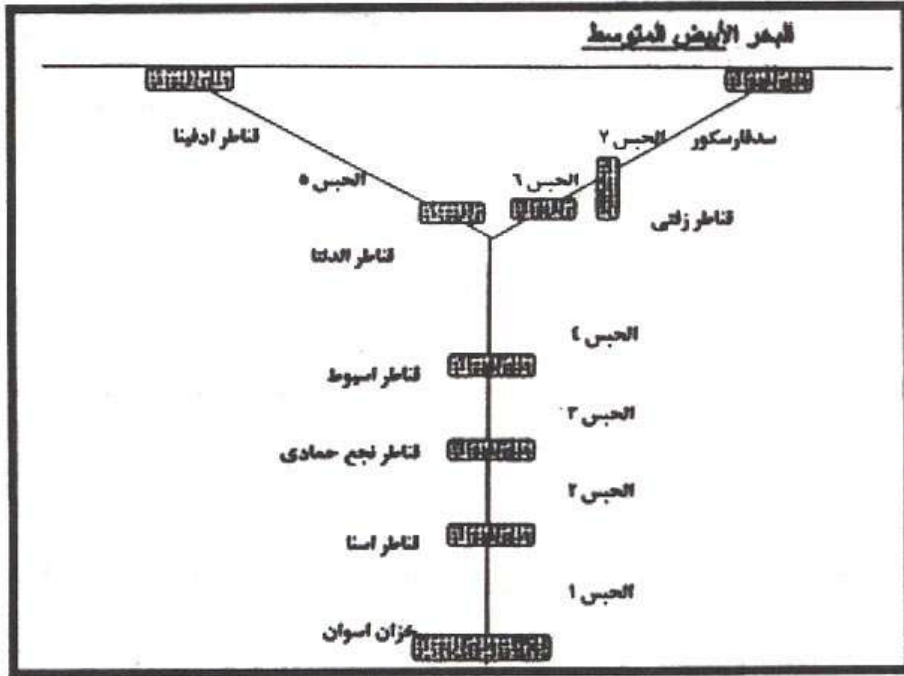 البحر الأبيض المتوسط
سدفارسكور
الحبس ٧
قناطر ادفينا
الحبس ٦
الحبس ٥
قناطر زفتى
قناطر الدلتا
الحبس ٤
قناطر اسيوط
الحبس ٣
قناطر نجع حمادى
الحبس ٢
قناطر اسنا
الحبس ١
خزان اسوان